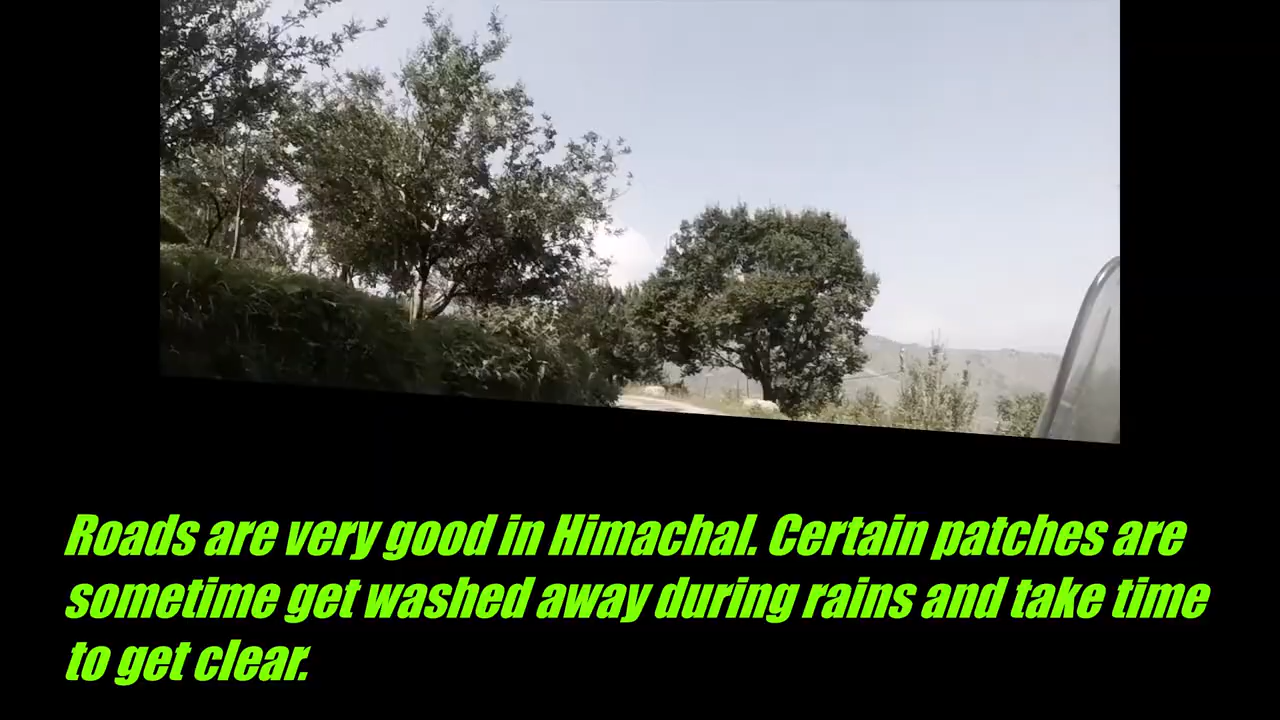 Roads are very good in Himachal. Certain patches are
sometime get washed away during rains and take time
to get clear.